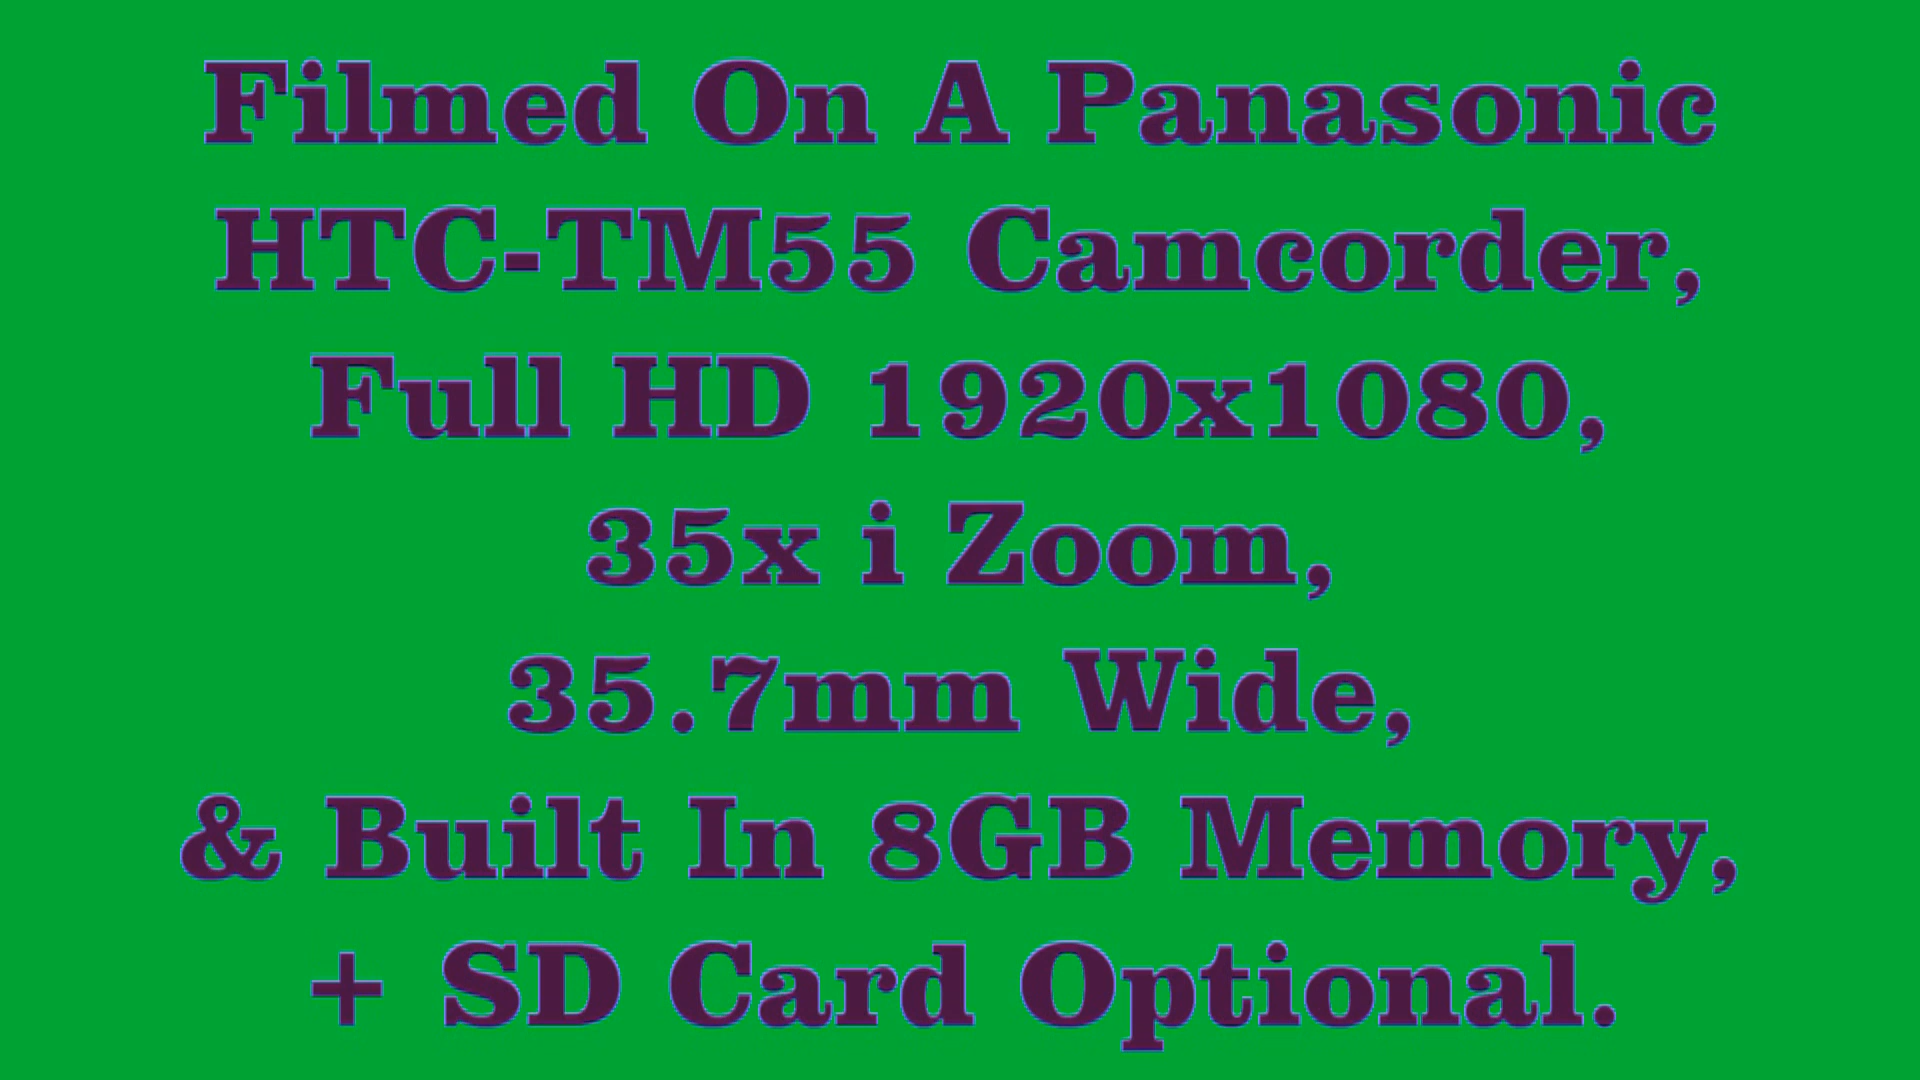 Filmed On A Panasonic
HTC-TM55 Camcorder,
Full HD 1920x1080,
35x i Zoom,
35.7mm Wide,
& Built In 8GB Memory,
+ SD Card Optional.